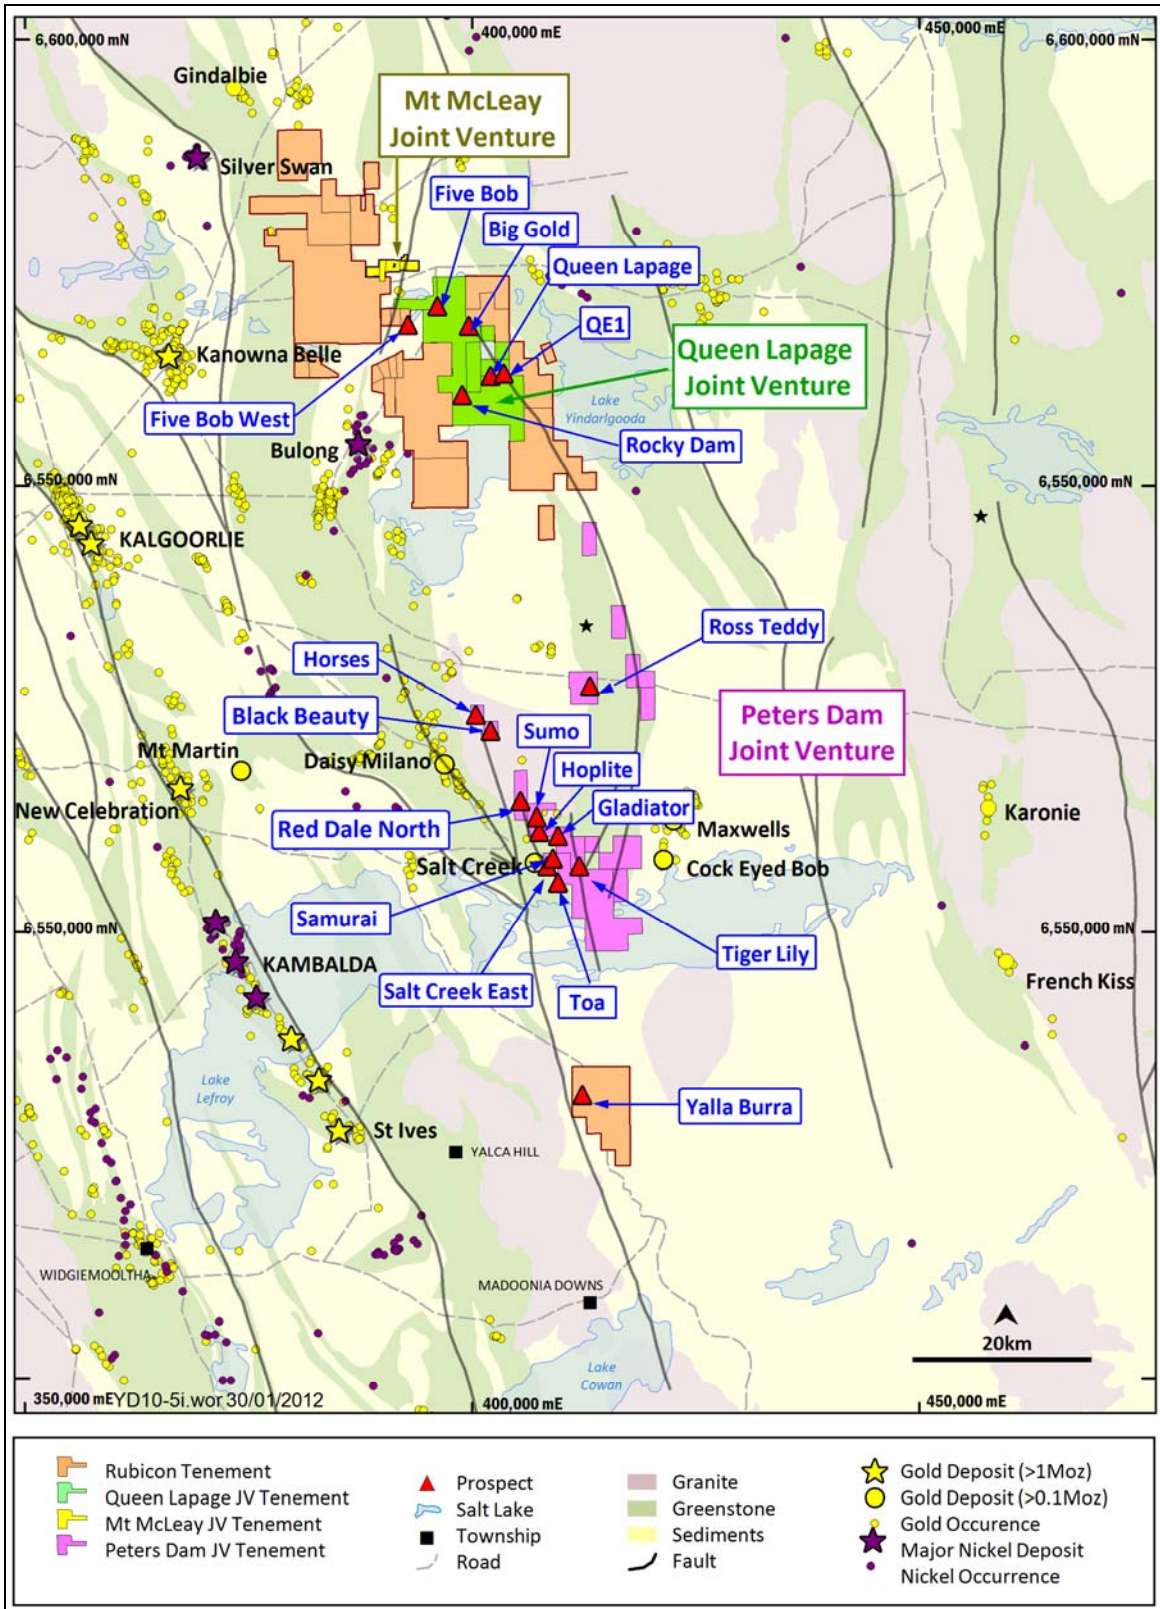 6,600,000 mN
400,000 mE
450,000 mE
6,600,000 mN
Gindalbie
Mt McLeay
Joint Venture
Silver Swan
Five Bob
Big Gold
Queen Lapage
QE1
Queen Lapage
Joint Venture
Kanowna Belle
Lake
Yindarlgooda
Five Bob West
Rocky Dam
Bulong
6,550,000 mN
6,550,000 mN
KALGOORLIE
Ross Teddy
Horses
Black Beauty
Peters Dam
Joint Venture
Sumo
Mt Martin
Daisy Milano
Hoplite
New Celebration
Gladiator
Karonie
Red Dale North
Maxwells
Salt Creek
Cock Eyed Bob
Samurai
6,550,000 mN
6,550,000 mN
Tiger Lily
KAMBALDA
Salt Creek East
Toa
French Kiss
Lake
Lefroy
Yalla Burra
St Ives
YALCA HILL
WIDGIEMOOLTHA
MADOONIA DOWNS
20km
Lake
Cowan
350,000 mE
YD10-5i.wor 30/01/2012
400,000 mE
450,000 mE
Rubicon Tenement
Queen Lapage JV Tenement
Mt McLeay JV Tenement
Peters Dam JV Tenement
Prospect
Salt Lake
Township
Road
Granite
Greenstone
Sediments
Fault
Gold Deposit (>1Moz)
Gold Deposit (>0.1Moz)
Gold Occurence
Major Nickel Deposit
Nickel Occurrence